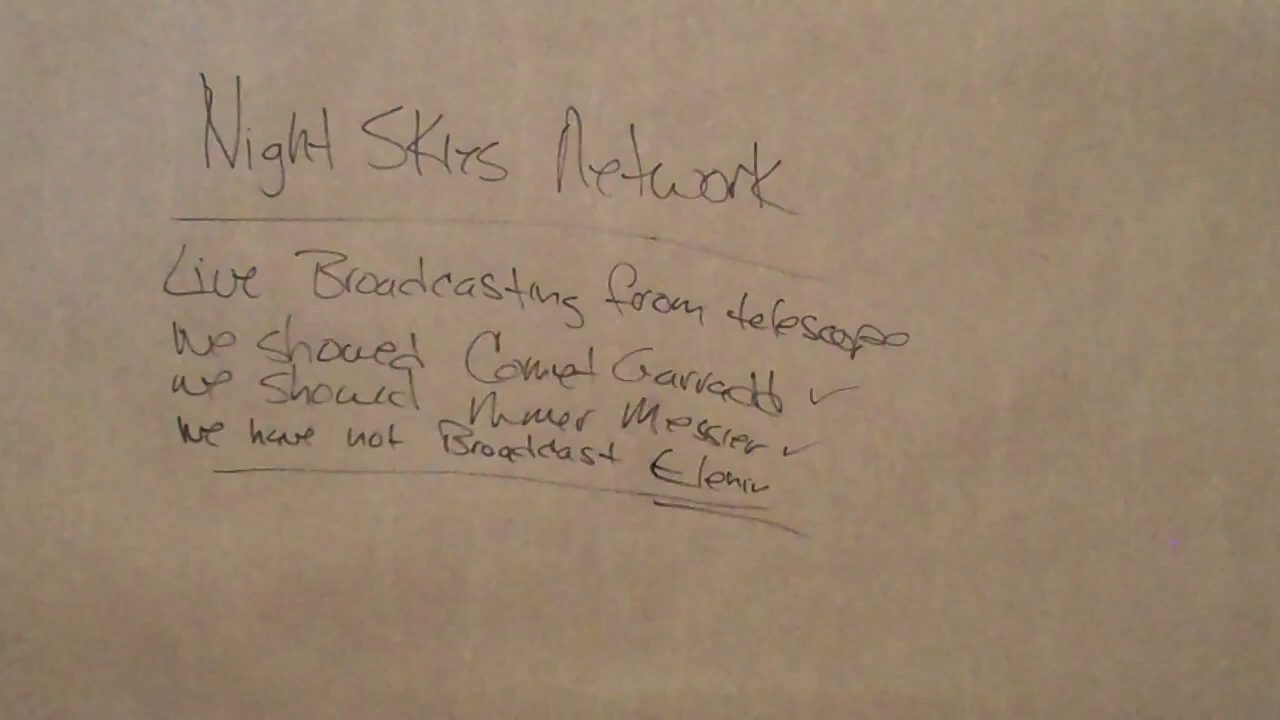 Night Skies Network
Live Broadcasting from telescope
we showed Comet Garradd ✓
we showed Messier ✓
we have not Broadcast Elenin